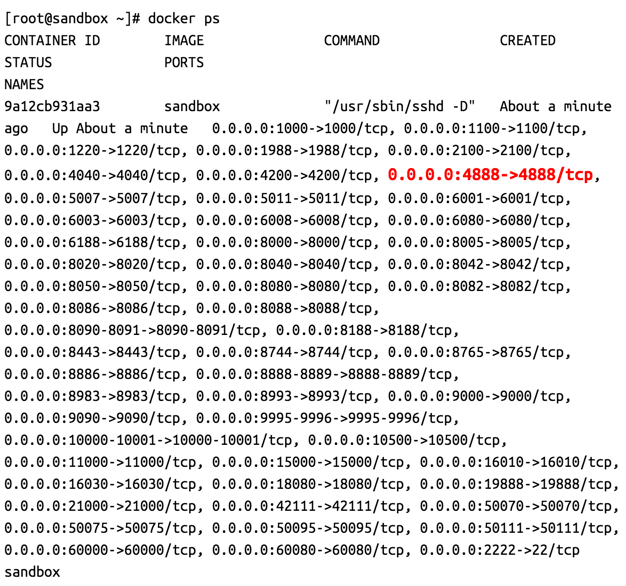 [root@sandbox ~]# docker ps
CONTAINER ID        IMAGE               COMMAND               CREATED
STATUS              PORTS
NAMES
9a12cb931aa3        sandbox             "/usr/sbin/sshd -D"   About a minute
ago   Up About a minute   0.0.0.0:1000->1000/tcp, 0.0.0.0:1100->1100/tcp,
0.0.0.0:1220->1220/tcp, 0.0.0.0:1988->1988/tcp, 0.0.0.0:2100->2100/tcp,
0.0.0.0:4040->4040/tcp, 0.0.0.0:4200->4200/tcp, 0.0.0.0:4888->4888/tcp,
0.0.0.0:5007->5007/tcp, 0.0.0.0:5011->5011/tcp, 0.0.0.0:6001->6001/tcp,
0.0.0.0:6003->6003/tcp, 0.0.0.0:6008->6008/tcp, 0.0.0.0:6080->6080/tcp,
0.0.0.0:6188->6188/tcp, 0.0.0.0:8000->8000/tcp, 0.0.0.0:8005->8005/tcp,
0.0.0.0:8020->8020/tcp, 0.0.0.0:8040->8040/tcp, 0.0.0.0:8042->8042/tcp,
0.0.0.0:8050->8050/tcp, 0.0.0.0:8080->8080/tcp, 0.0.0.0:8082->8082/tcp,
0.0.0.0:8086->8086/tcp, 0.0.0.0:8088->8088/tcp,
0.0.0.0:8090-8091->8090-8091/tcp, 0.0.0.0:8188->8188/tcp,
0.0.0.0:8443->8443/tcp, 0.0.0.0:8744->8744/tcp, 0.0.0.0:8765->8765/tcp,
0.0.0.0:8886->8886/tcp, 0.0.0.0:8888-8889->8888-8889/tcp,
0.0.0.0:8983->8983/tcp, 0.0.0.0:8993->8993/tcp, 0.0.0.0:9000->9000/tcp,
0.0.0.0:9090->9090/tcp, 0.0.0.0:9995-9996->9995-9996/tcp,
0.0.0.0:10000-10001->10000-10001/tcp, 0.0.0.0:10500->10500/tcp,
0.0.0.0:11000->11000/tcp, 0.0.0.0:15000->15000/tcp, 0.0.0.0:16010->16010/tcp,
0.0.0.0:16030->16030/tcp, 0.0.0.0:18080->18080/tcp, 0.0.0.0:19888->19888/tcp,
0.0.0.0:21000->21000/tcp, 0.0.0.0:42111->42111/tcp, 0.0.0.0:50070->50070/tcp,
0.0.0.0:50075->50075/tcp, 0.0.0.0:50095->50095/tcp, 0.0.0.0:50111->50111/tcp,
0.0.0.0:60000->60000/tcp, 0.0.0.0:60080->60080/tcp, 0.0.0.0:2222->22/tcp
sandbox